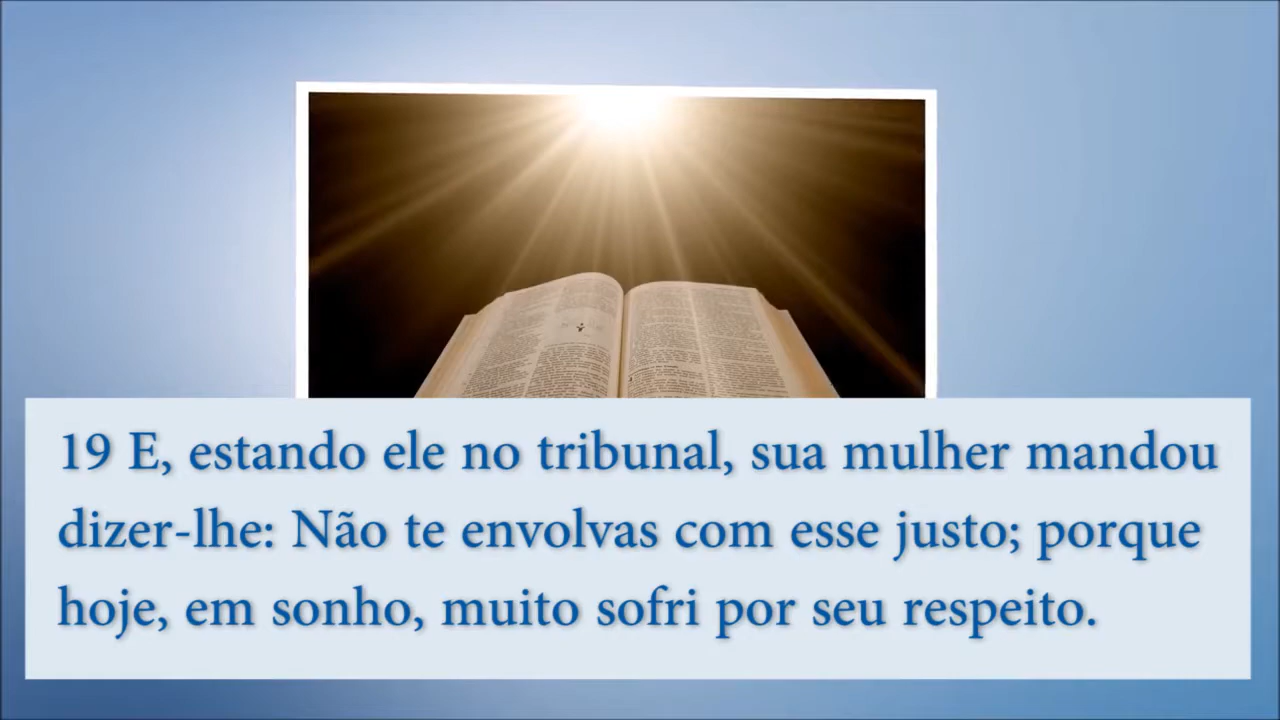 19 E, estando ele no tribunal, sua mulher mandou
dizer-lhe: Não te envolvas com esse justo; porque
hoje, em sonho, muito sofri por seu respeito.